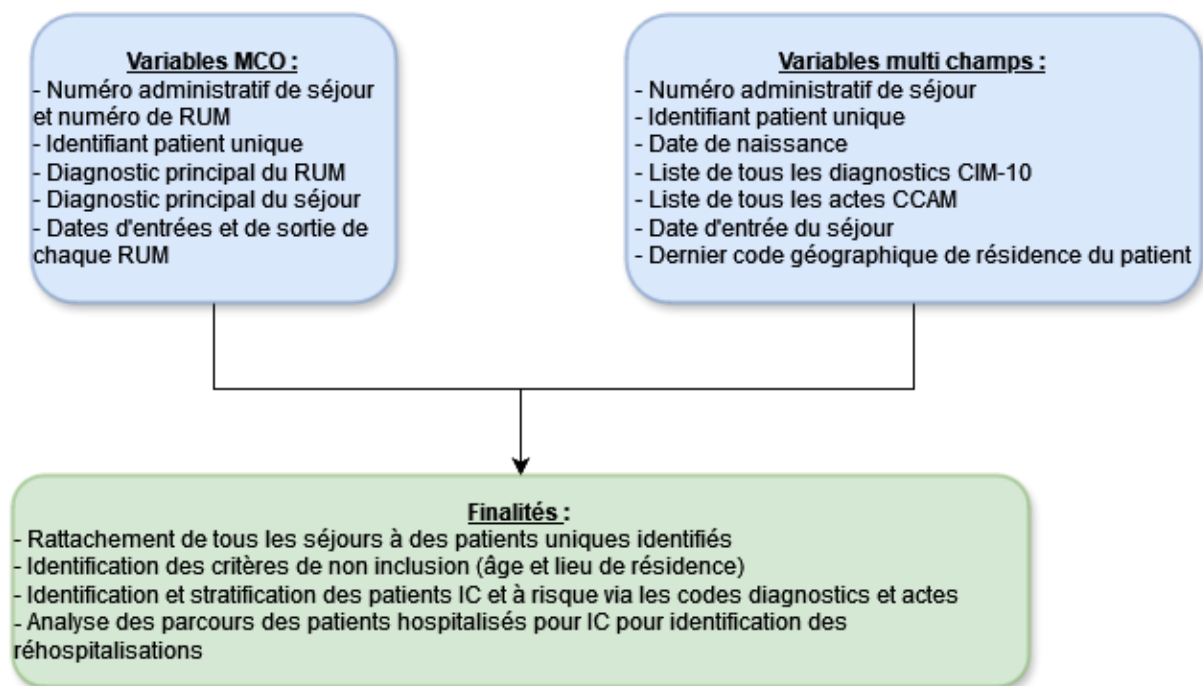 Variables MCO :
- Numéro administratif de séjour
et numéro de RUM
- Identifiant patient unique
- Diagnostic principal du RUM
- Diagnostic principal du séjour
- Dates d'entrées et de sortie de
chaque RUM
Variables multi champs :
- Numéro administratif de séjour
- Identifiant patient unique
- Date de naissance
- Liste de tous les diagnostics CIM-10
- Liste de tous les actes CCAM
- Date d'entrée du séjour
- Dernier code géographique de résidence du patient
Finalités :
- Rattachement de tous les séjours à des patients uniques identifiés
- Identification des critères de non inclusion (âge et lieu de résidence)
- Identification et stratification des patients IC et à risque via les codes diagnostics et actes
- Analyse des parcours des patients hospitalisés pour IC pour identification des
réhospitalisations